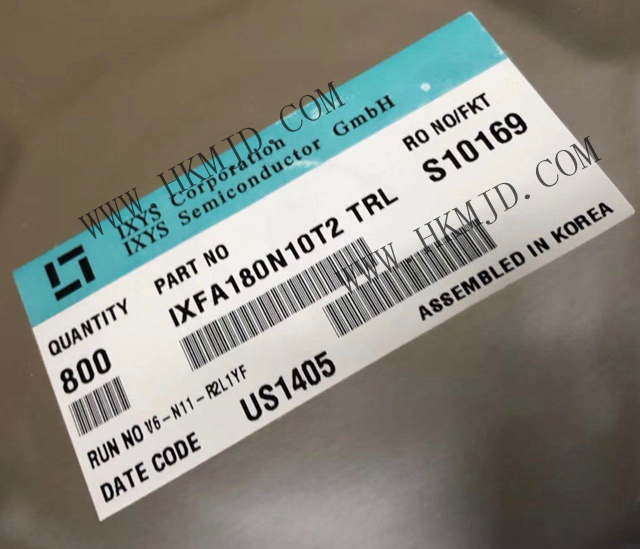 IXYS Corporation
IXYS Semiconductor GmbH
QUANTITY
800
PART NO
IXFA180N10T2 TRL
RO NO/FKT
S10169
RUN NO V6-N11-R2L1YF
DATE CODE
US1405
ASSEMBLED IN KOREA
WWW.HKMJD.COM
WWW.HKMJD.COM